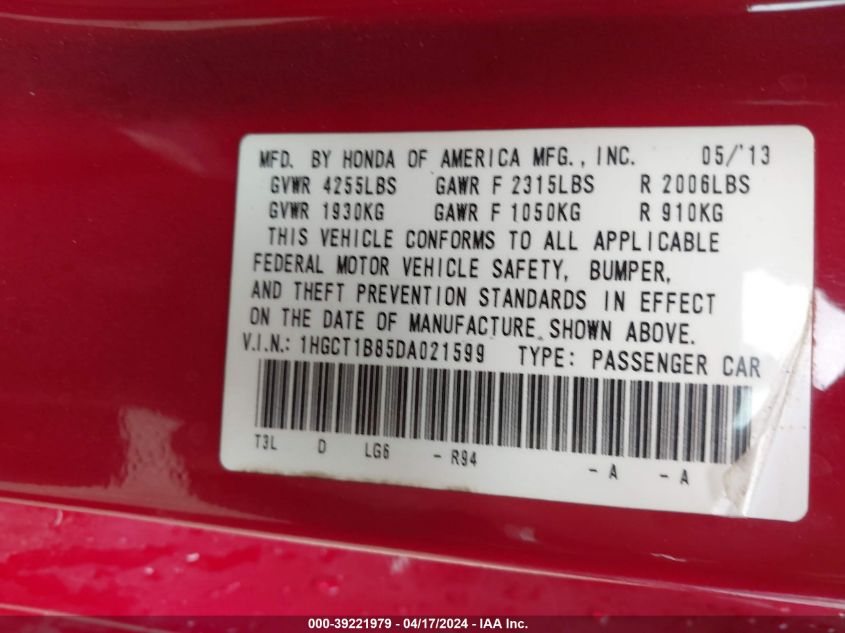 MFD. BY HONDA OF AMERICA MFG., INC. 05/'13
GVWR 4255LBS GAWR F 2315LBS R 2006LBS
GVWR 1930KG GAWR F 1050KG R 910KG
THIS VEHICLE CONFORMS TO ALL APPLICABLE
FEDERAL MOTOR VEHICLE SAFETY, BUMPER,
AND THEFT PREVENTION STANDARDS IN EFFECT
ON THE DATE OF MANUFACTURE SHOWN ABOVE.
V.I.N.: 1HGCT1B85DA021599 TYPE: PASSENGER CAR
T3L D LG6 - R94 - A - A
000-39221979 - 04/17/2024 - IAA Inc.